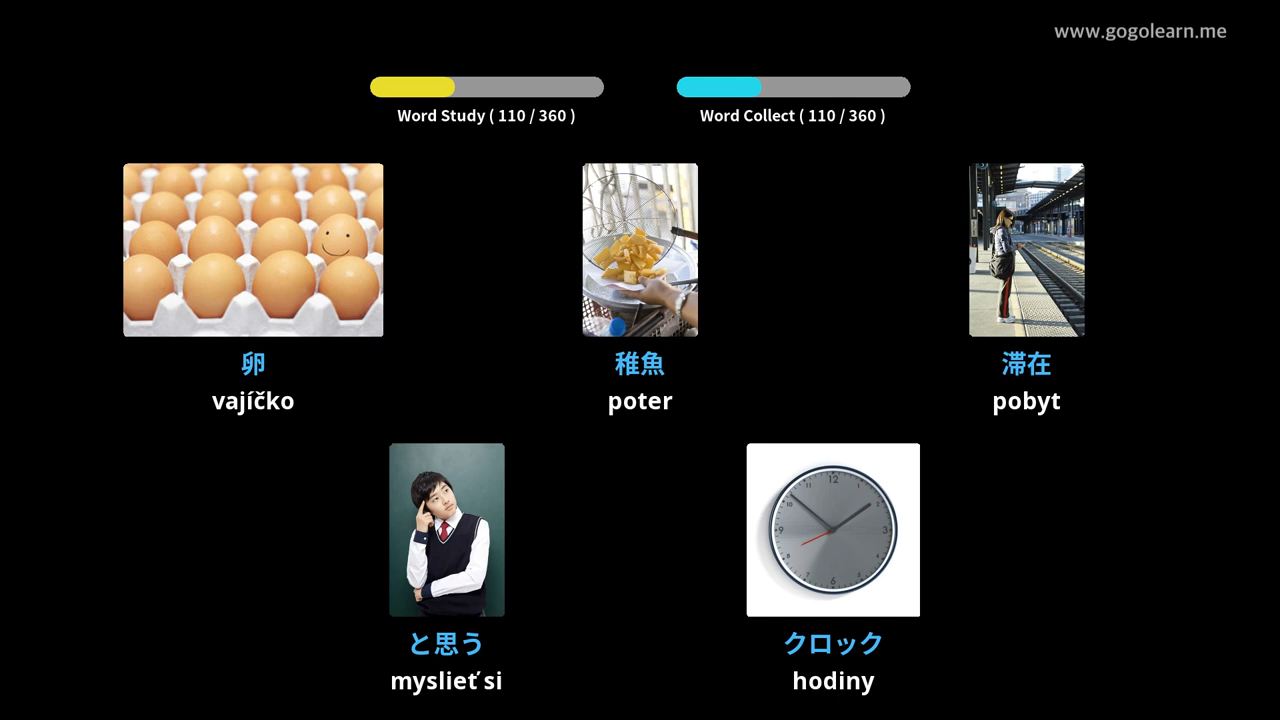 www.gogolearn.me
Word Study ( 110 / 360 )
Word Collect ( 110 / 360 )
卵
vajíčko
稚魚
poter
滞在
pobyt
と思う
myslieť si
クロック
hodiny